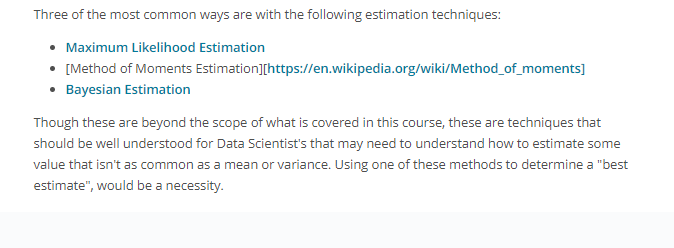 Three of the most common ways are with the following estimation techniques:
• Maximum Likelihood Estimation
• [Method of Moments Estimation][https://en.wikipedia.org/wiki/Method_of_moments]
• Bayesian Estimation
Though these are beyond the scope of what is covered in this course, these are techniques that
should be well understood for Data Scientist's that may need to understand how to estimate some
value that isn't as common as a mean or variance. Using one of these methods to determine a "best
estimate", would be a necessity.